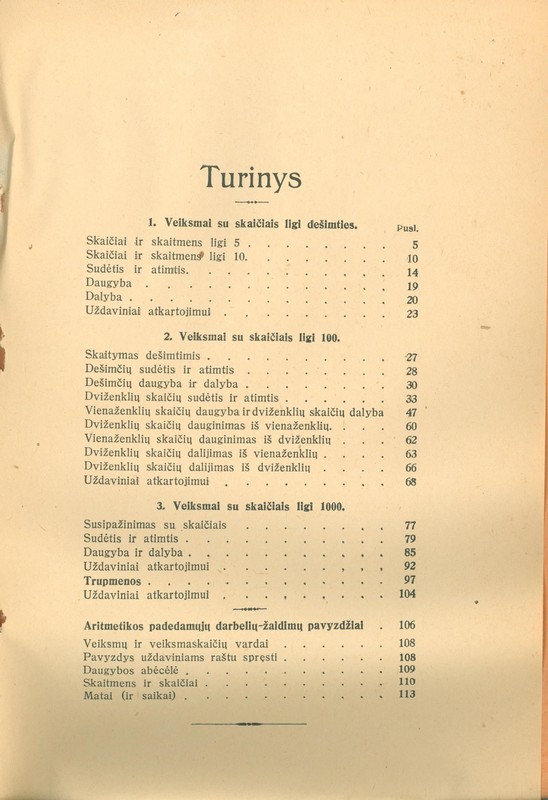 Turinys
1. Veiksmai su skaičiais ligi dešimties.
Pusl.
Skaičiai ir skaitmens ligi 5 . . . . . . . . 5
Skaičiai ir skaitmens ligi 10. . . . . . . . 10
Sudėtis ir atimtis. . . . . . . . . . 14
Daugyba . . . . . . . . . . . 19
Dalyba . . . . . . . . . . . . 20
Uždaviniai atkartojimui . . . . . . . . 23
2. Veiksmai su skaičiais ligi 100.
Skaitymas dešimtimis . . . . . . . . . 27
Dešimčių sudėtis ir atimtis . . . . . . . . 28
Dešimčių daugyba ir dalyba . . . . . . . . 30
Dviženklių skaičių sudėtis ir atimtis . . . . . . 33
Vienaženklių skaičių daugyba ir dviženklių skaičių dalyba 47
Dviženklių skaičių dauginimas iš vienaženklių. . . . 60
Vienaženklių skaičių dauginimas iš dviženklių . . . . 62
Dviženklių skaičių dalijimas iš vienaženklių . . . . 63
Dviženklių skaičių dalijimas iš dviženklių . . . . 66
Uždaviniai atkartojimui . . . . . . . . 68
3. Veiksmai su skaičiais ligi 1000.
Susipažinimas su skaičiais . . . . . . . 77
Sudėtis ir atimtis . . . . . . . . . . 79
Daugyba ir dalyba . . . . . . . . . . 85
Uždaviniai atkartojimui . . . . . . . . 92
Trupmenos . . . . . . . . . . . 97
Uždaviniai atkartojimui . . . . . . . . 104
Aritmetikos padedamųjų darbelių-žaidimų pavyzdžiai . 106
Veiksmų ir veiksmaskaičių vardai . . . . . . 108
Pavyzdys uždaviniams raštu spręsti . . . . . . 108
Daugybos abėcėlė . . . . . . . . . . 109
Skaitmens ir skaičiai . . . . . . . . . 110
Matai (ir saikai) . . . . . . . . . . 113